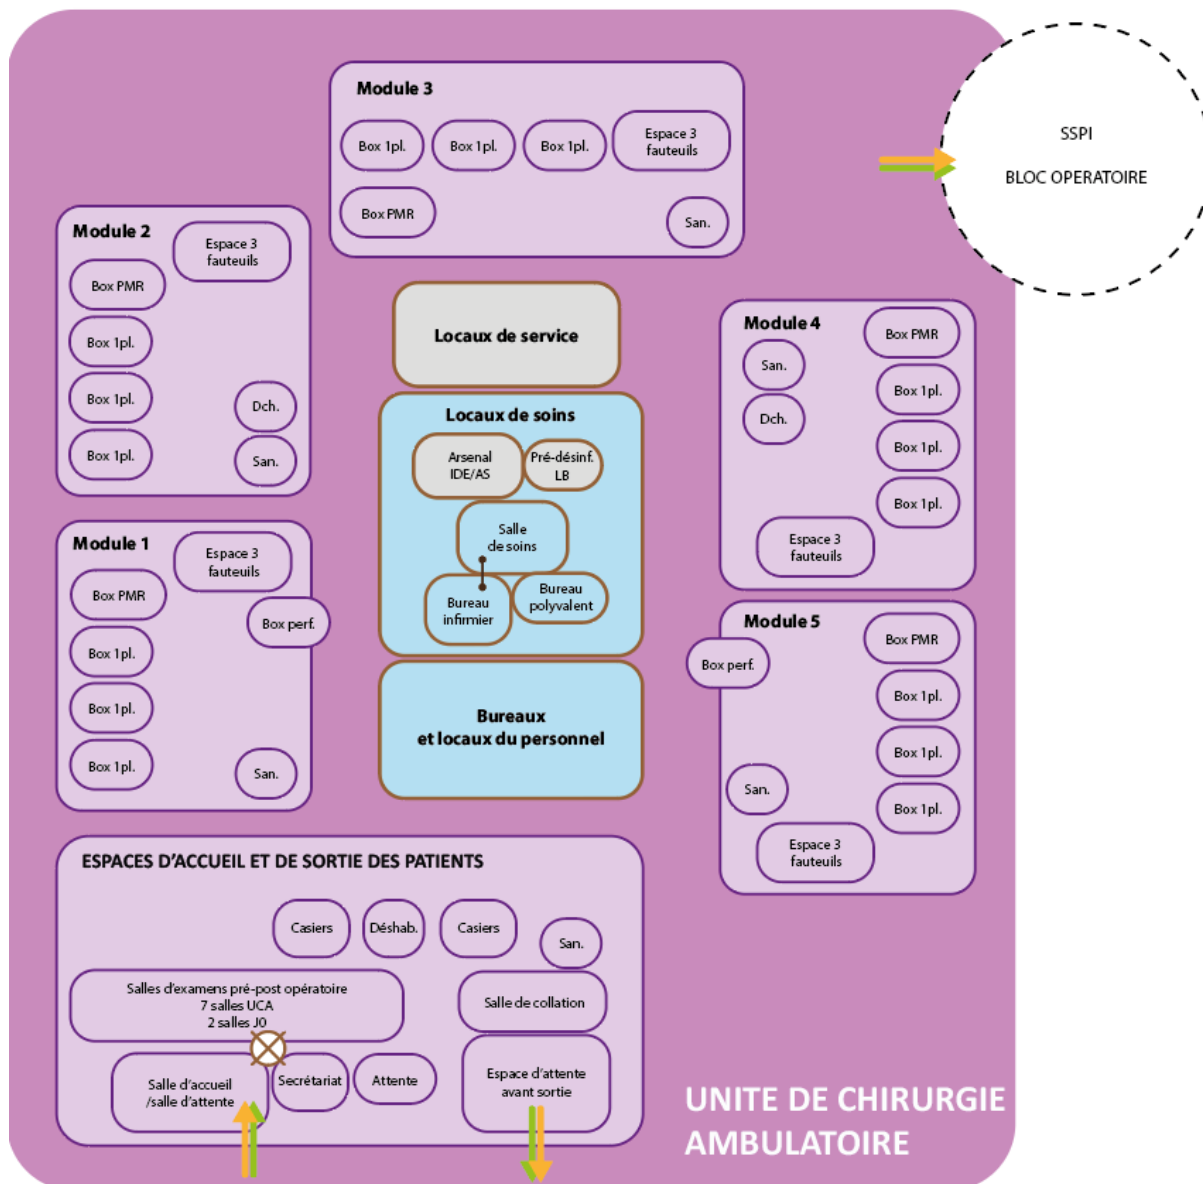 Module 3
Box 1pl.
Box 1pl.
Box 1pl.
Espace 3
fauteuils
Box PMR
San.
SSPI
BLOC OPERATOIRE
Module 2
Espace 3
fauteuils
Box PMR
Box 1pl.
Box 1pl.
Box 1pl.
Dch.
San.
Locaux de service
Locaux de soins
Arsenal
IDE/AS
Pré-désinf.
LB
Salle
de soins
Bureau
infirmier
Bureau
polyvalent
Bureaux
et locaux du personnel
Module 4
Box PMR
San.
Box 1pl.
Dch.
Box 1pl.
Box 1pl.
Espace 3
fauteuils
Module 1
Espace 3
fauteuils
Box PMR
Box perf.
Box 1pl.
Box 1pl.
Box 1pl.
San.
Module 5
Box PMR
Box perf.
Box 1pl.
Box 1pl.
San.
Box 1pl.
Espace 3
fauteuils
ESPACES D'ACCUEIL ET DE SORTIE DES PATIENTS
Casiers
Déshab.
Casiers
San.
Salles d'examens pré-post opératoire
7 salles UCA
2 salles J0
Salle de collation
Salle d'accueil
/salle d'attente
Secrétariat
Attente
Espace d'attente
avant sortie
UNITE DE CHIRURGIE
AMBULATOIRE